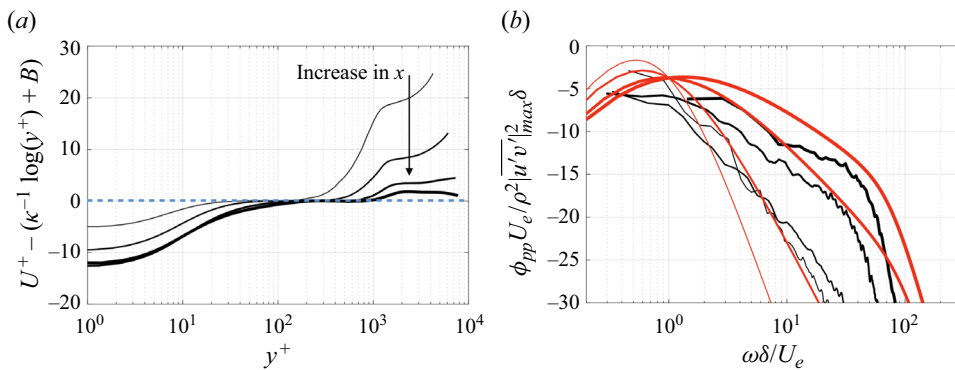 (a)
30
20
10
0
−10
−20
U⁺ − (κ⁻¹ log(y⁺) + B)
Increase in x
10⁰ 10¹ 10² 10³ 10⁴
y⁺
(b)
0
−5
−10
−15
−20
−25
−30
ϕ_pp U_e/ρ²|u′v′|²_max δ
10⁰ 10¹ 10²
ωδ/U_e